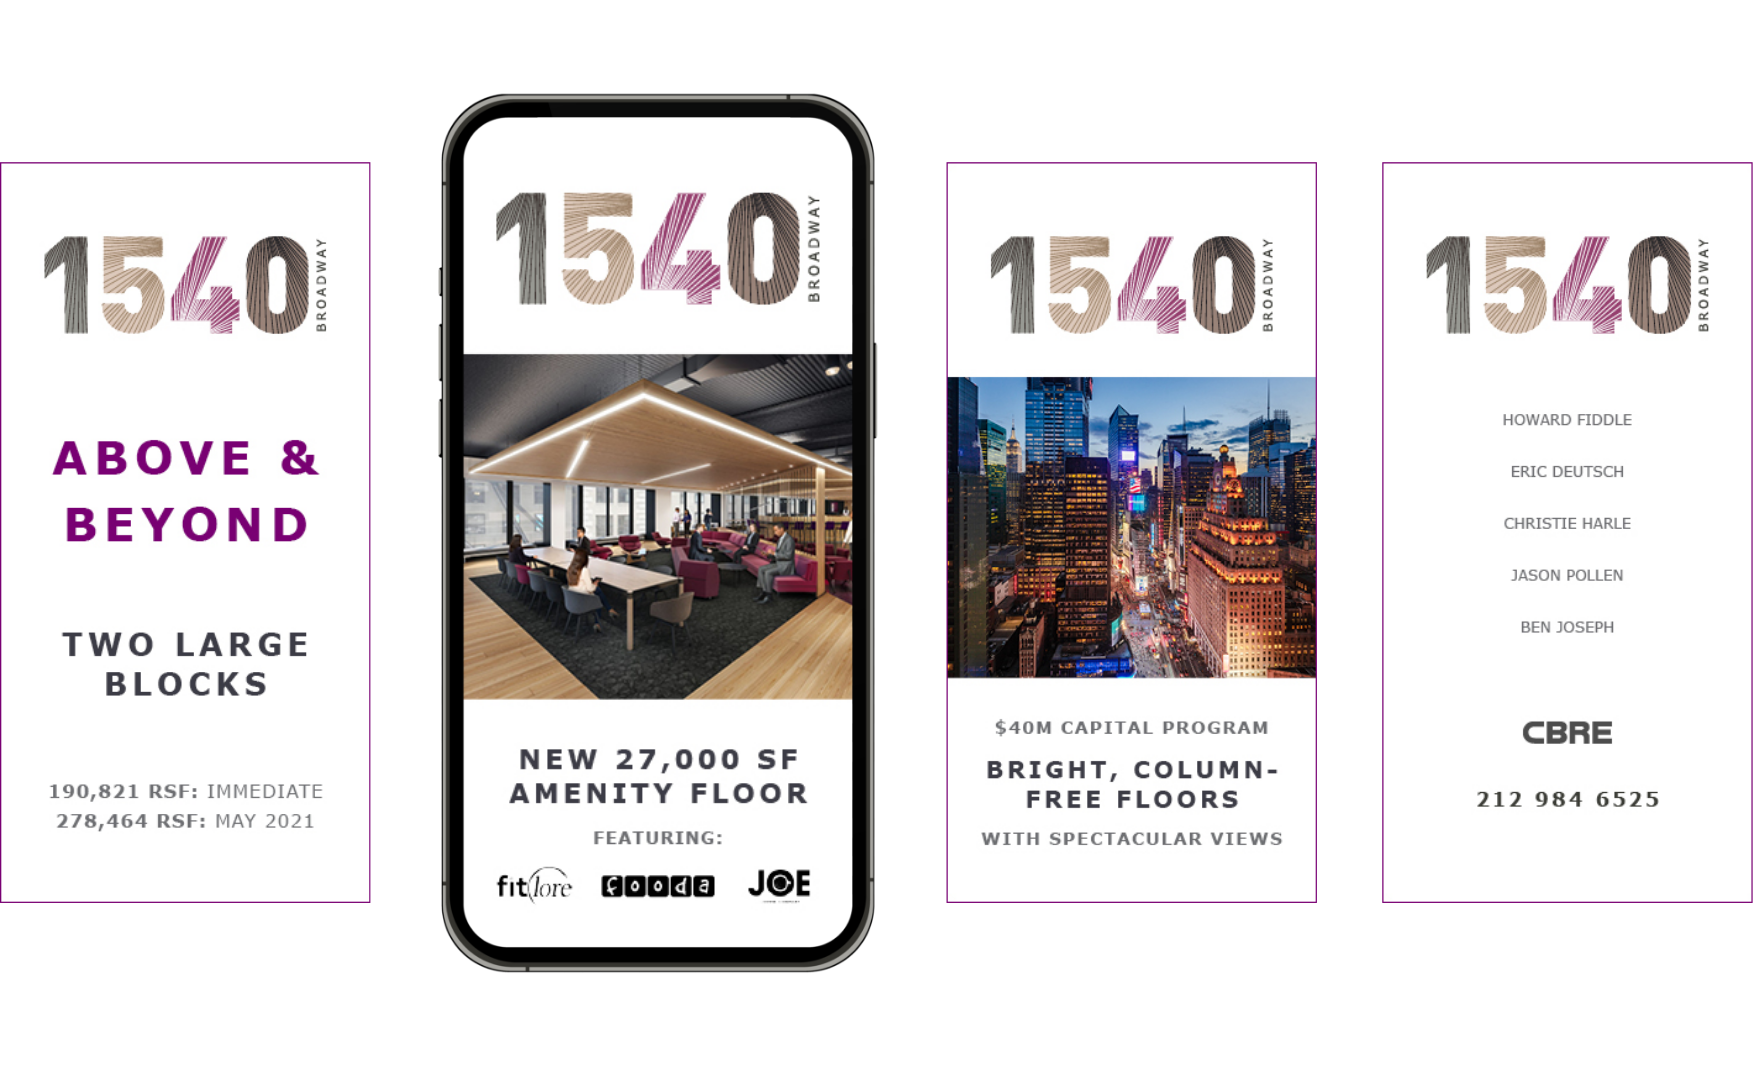 1540 BROADWAY
ABOVE &
BEYOND
TWO LARGE
BLOCKS
190,821 RSF: IMMEDIATE
278,464 RSF: MAY 2021
1540 BROADWAY
NEW 27,000 SF
AMENITY FLOOR
FEATURING:
fitlore fooda JOE
1540 BROADWAY
$40M CAPITAL PROGRAM
BRIGHT, COLUMN-
FREE FLOORS
WITH SPECTACULAR VIEWS
1540 BROADWAY
HOWARD FIDDLE
ERIC DEUTSCH
CHRISTIE HARLE
JASON POLLEN
BEN JOSEPH
CBRE
212 984 6525